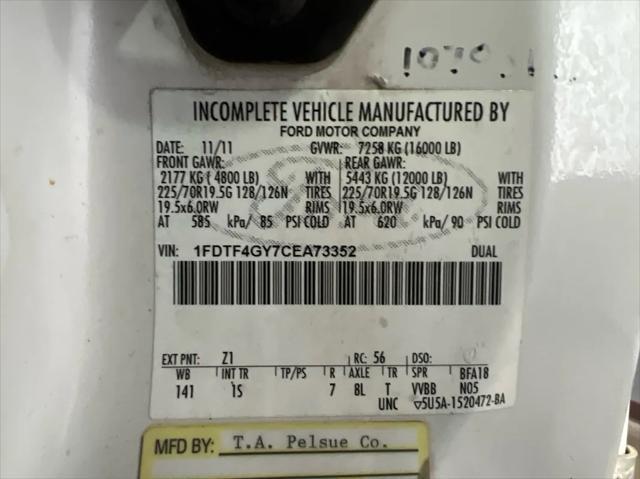 INCOMPLETE VEHICLE MANUFACTURED BY
FORD MOTOR COMPANY
DATE: 11/11 GVWR: 7258 KG (16000 LB)
FRONT GAWR: REAR GAWR:
2177 KG ( 4800 LB) WITH 5443 KG (12000 LB) WITH
225/70R19.5G 128/126N TIRES 225/70R19.5G 128/126N TIRES
19.5x6.0RW RIMS 19.5x6.0RW RIMS
AT 585 kPa/ 85 PSI COLD AT 620 kPa/ 90 PSI COLD
VIN: 1FDTF4GY7CEA73352 DUAL
EXT PNT: Z1 RC: 56 DSO:
WB INT TR TP/PS R AXLE TR SPR BFA18
141 1S 7 8L T VVBB N05
UNC ▽5U5A-1520472-BA
MFD BY: T.A. Pelsue Co.